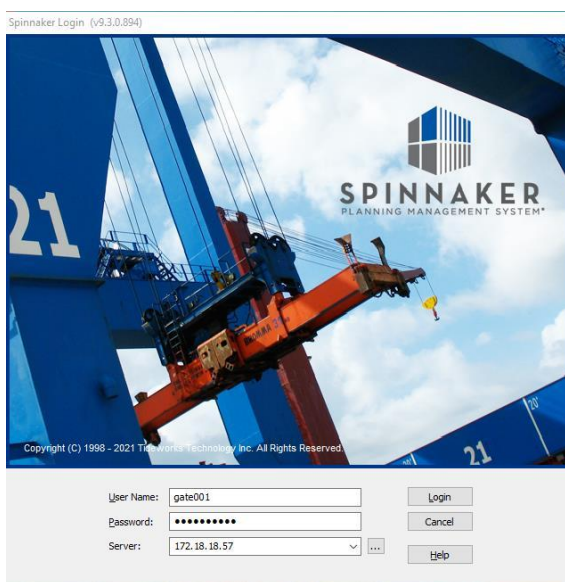 Spinnaker Login (v9.3.0.894)
21
SPINNAKER
PLANNING MANAGEMENT SYSTEM
20'
21
Copyright (C) 1998 - 2021 Tideworks Technology Inc. All Rights Reserved.
User Name: gate001 Login
Password: •••••••••• Cancel
Server: 172.18.18.57 ... Help